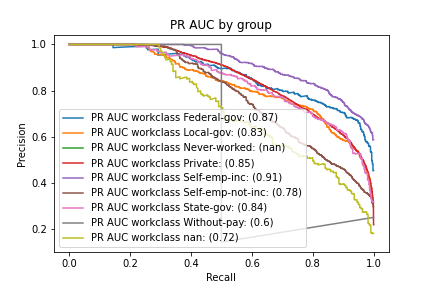 PR AUC by group
1.0
0.8
0.6
0.4
0.2
Precision
PR AUC workclass Federal-gov: (0.87)
PR AUC workclass Local-gov: (0.83)
PR AUC workclass Never-worked: (nan)
PR AUC workclass Private: (0.85)
PR AUC workclass Self-emp-inc: (0.91)
PR AUC workclass Self-emp-not-inc: (0.78)
PR AUC workclass State-gov: (0.84)
PR AUC workclass Without-pay: (0.6)
PR AUC workclass nan: (0.72)
0.0 0.2 0.4 0.6 0.8 1.0
Recall